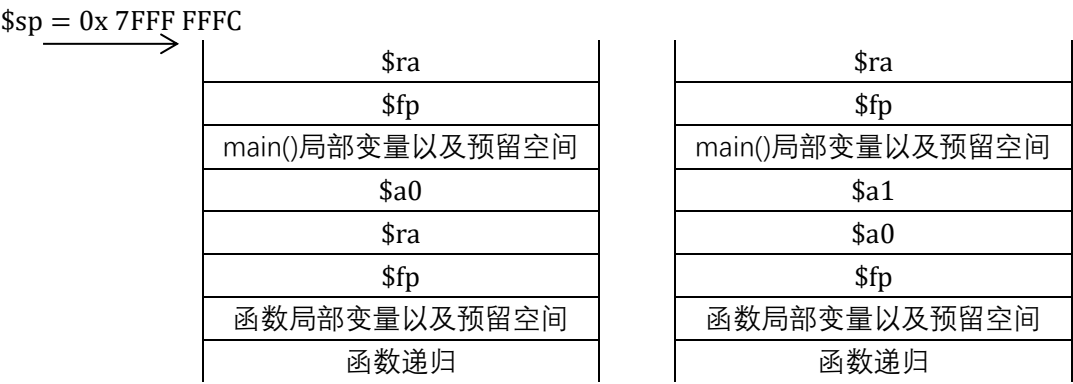 $sp = 0x 7FFF FFFC
$ra
$fp
main()局部变量以及预留空间
$a0
$ra
$fp
函数局部变量以及预留空间
函数递归
$ra
$fp
main()局部变量以及预留空间
$a1
$a0
$fp
函数局部变量以及预留空间
函数递归